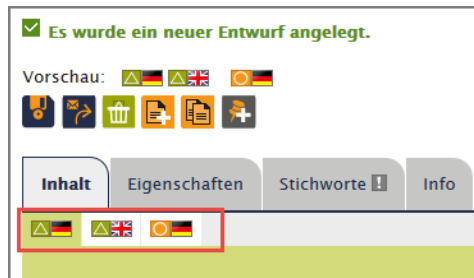 Es wurde ein neuer Entwurf angelegt.
Vorschau:
Inhalt Eigenschaften Stichworte ! Info